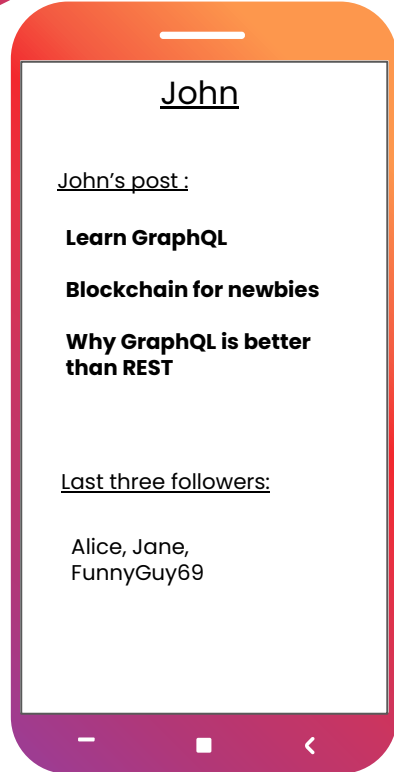 John
John’s post :
Learn GraphQL
Blockchain for newbies
Why GraphQL is better
than REST
Last three followers:
Alice, Jane,
FunnyGuy69